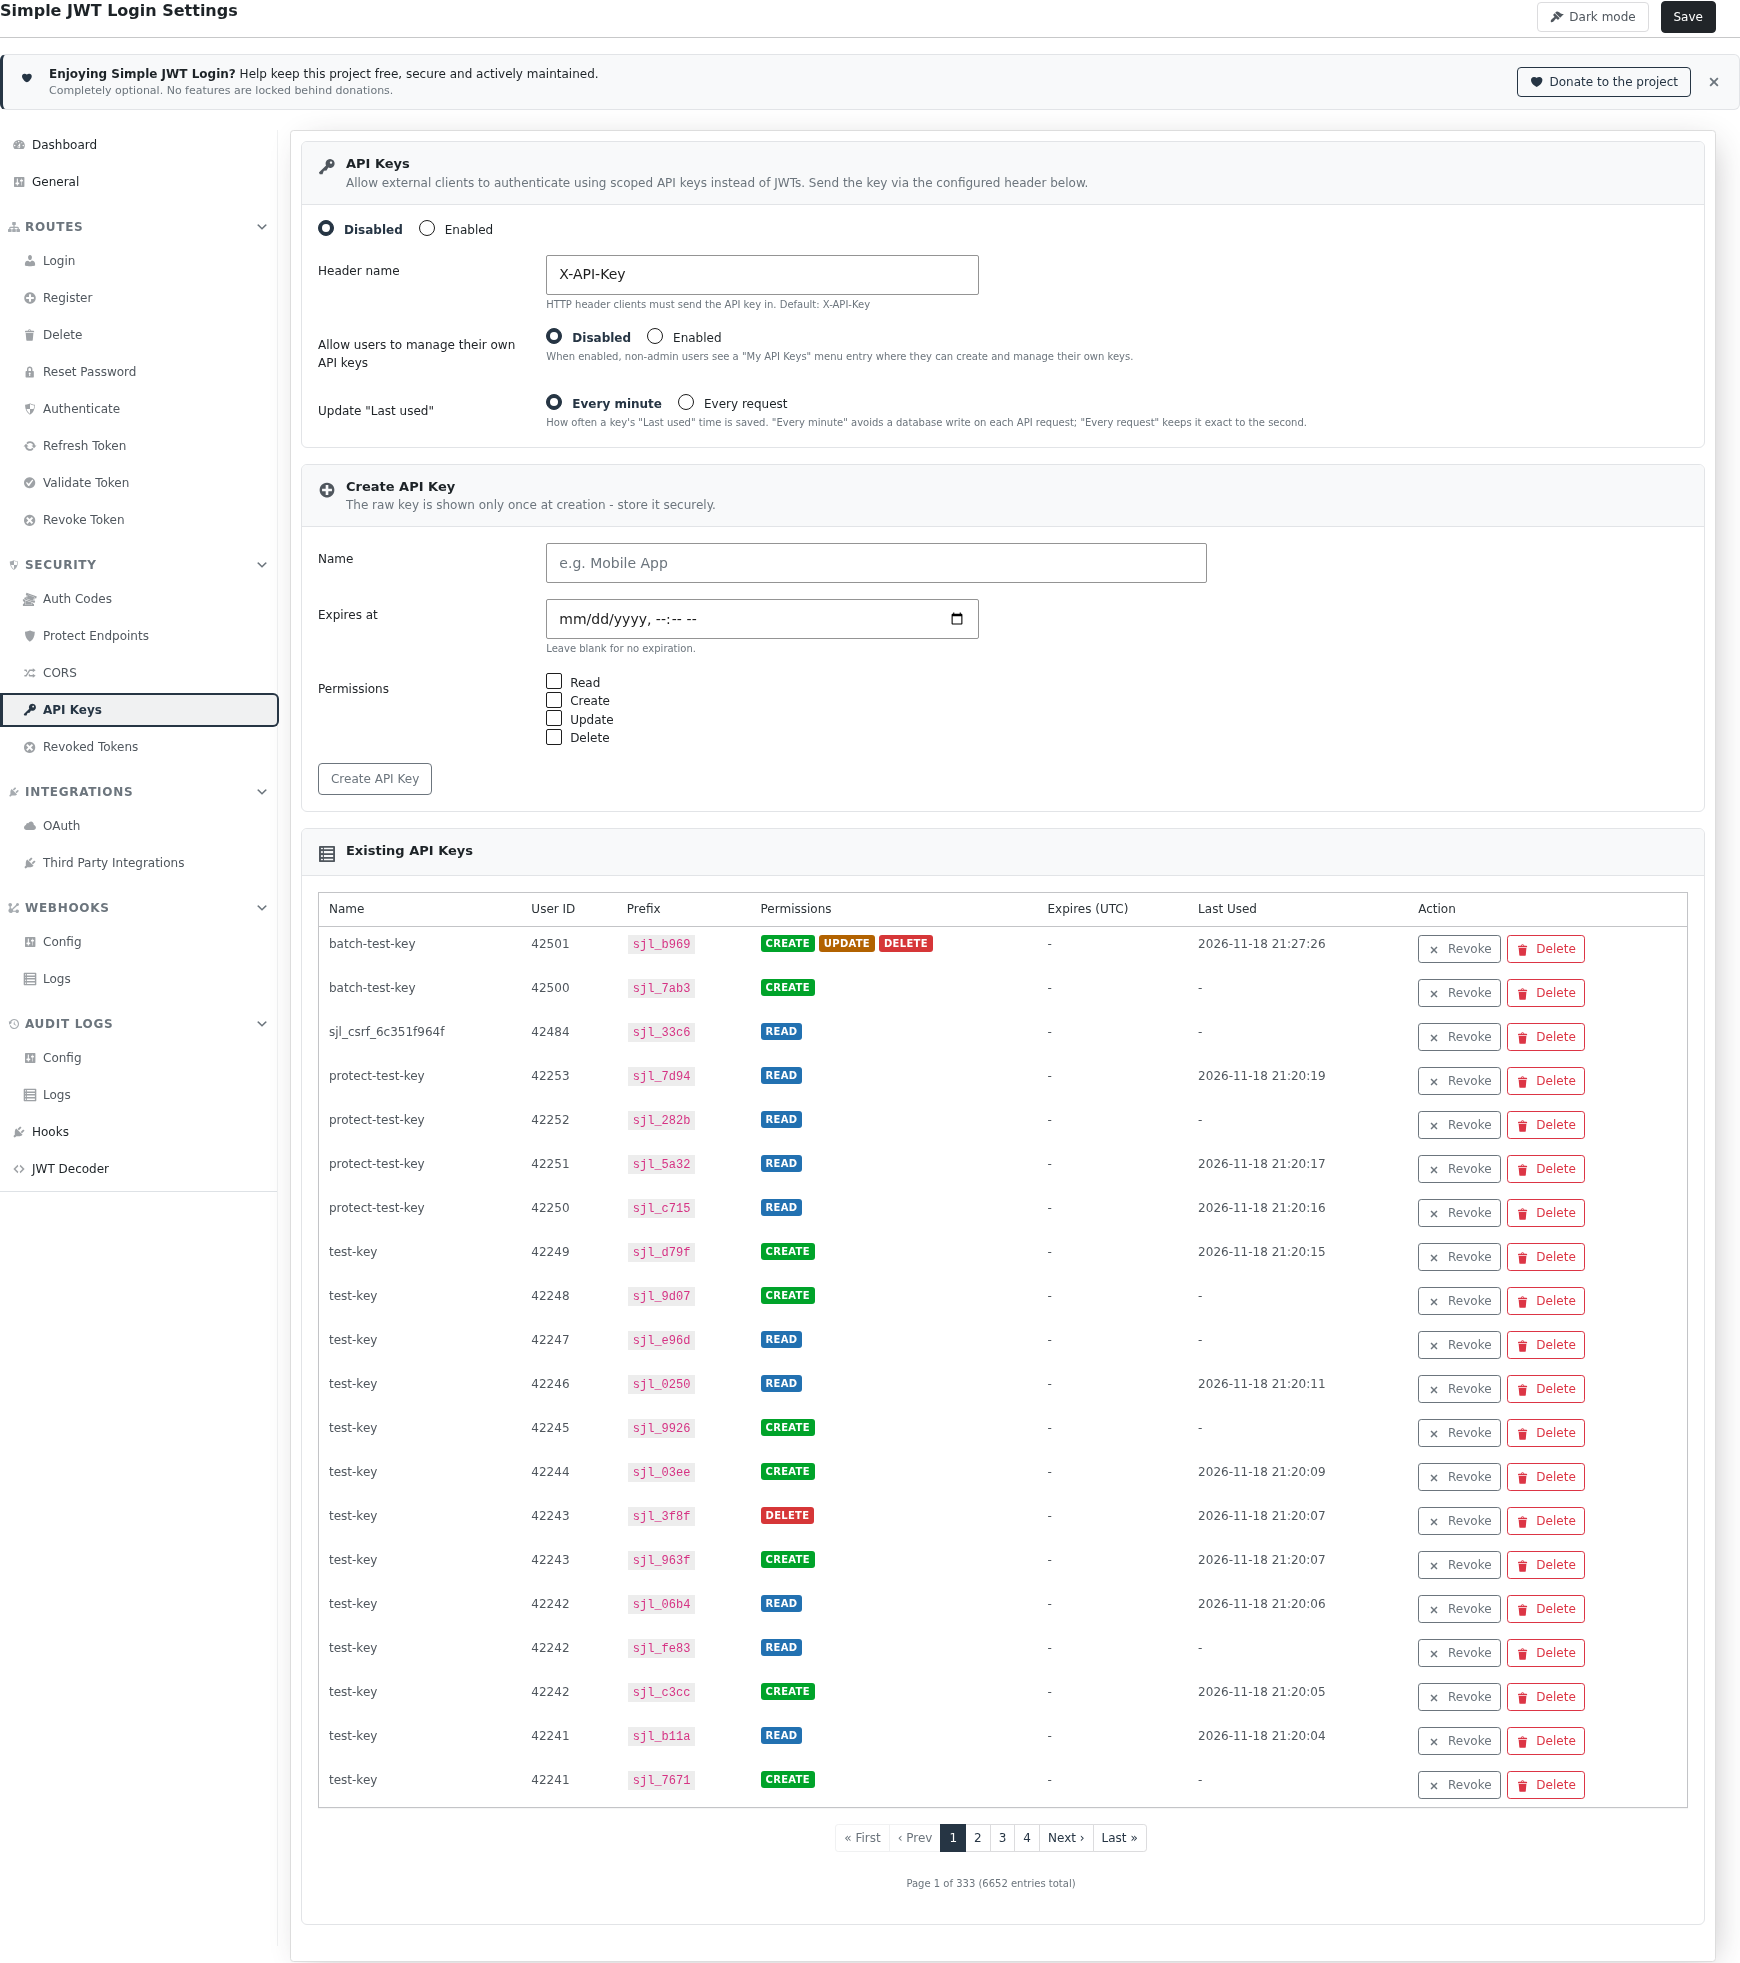 Simple JWT Login Settings
Dark mode
Save
Enjoying Simple JWT Login? Help keep this project free, secure and actively maintained.
Completely optional. No features are locked behind donations.
Donate to the project
×
Dashboard
General
ROUTES
Login
Register
Delete
Reset Password
Authenticate
Refresh Token
Validate Token
Revoke Token
SECURITY
Auth Codes
Protect Endpoints
CORS
API Keys
Revoked Tokens
INTEGRATIONS
OAuth
Third Party Integrations
WEBHOOKS
Config
Logs
AUDIT LOGS
Config
Logs
Hooks
JWT Decoder
API Keys
Allow external clients to authenticate using scoped API keys instead of JWTs. Send the key via the configured header below.
Disabled Enabled
Header name
X-API-Key
HTTP header clients must send the API key in. Default: X-API-Key
Allow users to manage their own
API keys
Disabled Enabled
When enabled, non-admin users see a "My API Keys" menu entry where they can create and manage their own keys.
Update "Last used"
Every minute Every request
How often a key's "Last used" time is saved. "Every minute" avoids a database write on each API request; "Every request" keeps it exact to the second.
Create API Key
The raw key is shown only once at creation - store it securely.
Name
e.g. Mobile App
Expires at
mm/dd/yyyy, --:-- --
Leave blank for no expiration.
Permissions
Read
Create
Update
Delete
Create API Key
Existing API Keys
Name User ID Prefix Permissions Expires (UTC) Last Used Action
batch-test-key 42501 sjl_b969 CREATE UPDATE DELETE - 2026-11-18 21:27:26 × Revoke Delete
batch-test-key 42500 sjl_7ab3 CREATE - - × Revoke Delete
sjl_csrf_6c351f964f 42484 sjl_33c6 READ - - × Revoke Delete
protect-test-key 42253 sjl_7d94 READ - 2026-11-18 21:20:19 × Revoke Delete
protect-test-key 42252 sjl_282b READ - - × Revoke Delete
protect-test-key 42251 sjl_5a32 READ - 2026-11-18 21:20:17 × Revoke Delete
protect-test-key 42250 sjl_c715 READ - 2026-11-18 21:20:16 × Revoke Delete
test-key 42249 sjl_d79f CREATE - 2026-11-18 21:20:15 × Revoke Delete
test-key 42248 sjl_9d07 CREATE - - × Revoke Delete
test-key 42247 sjl_e96d READ - - × Revoke Delete
test-key 42246 sjl_0250 READ - 2026-11-18 21:20:11 × Revoke Delete
test-key 42245 sjl_9926 CREATE - - × Revoke Delete
test-key 42244 sjl_03ee CREATE - 2026-11-18 21:20:09 × Revoke Delete
test-key 42243 sjl_3f8f DELETE - 2026-11-18 21:20:07 × Revoke Delete
test-key 42243 sjl_963f CREATE - 2026-11-18 21:20:07 × Revoke Delete
test-key 42242 sjl_06b4 READ - 2026-11-18 21:20:06 × Revoke Delete
test-key 42242 sjl_fe83 READ - - × Revoke Delete
test-key 42242 sjl_c3cc CREATE - 2026-11-18 21:20:05 × Revoke Delete
test-key 42241 sjl_b11a READ - 2026-11-18 21:20:04 × Revoke Delete
test-key 42241 sjl_7671 CREATE - - × Revoke Delete
« First ‹ Prev 1 2 3 4 Next › Last »
Page 1 of 333 (6652 entries total)